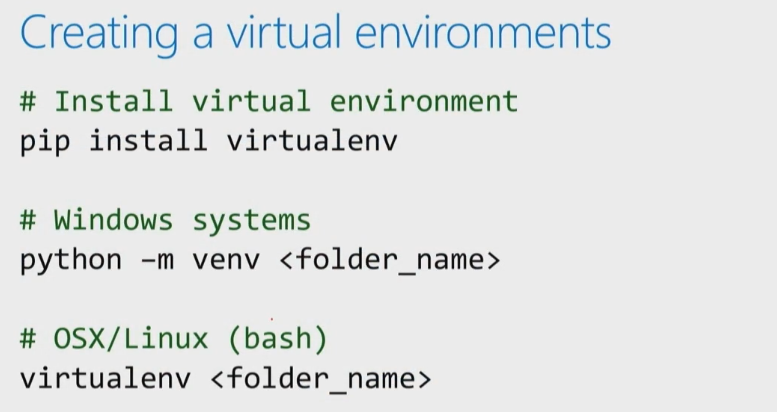 Creating a virtual environments
# Install virtual environment
pip install virtualenv
# Windows systems
python –m venv <folder_name>
# OSX/Linux (bash)
virtualenv <folder_name>